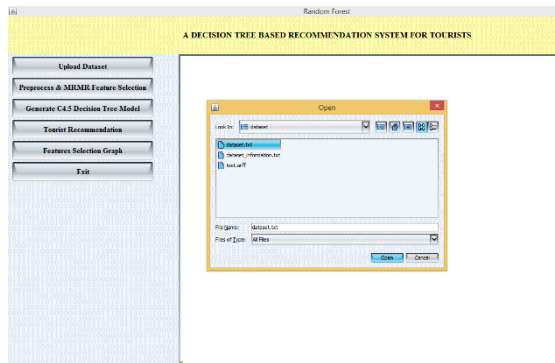 Random Forest
A DECISION TREE BASED RECOMMENDATION SYSTEM FOR TOURISTS
Upload Dataset
Preprocess & MRMR Feature Selection
Generate C4.5 Decision Tree Model
Tourist Recommendation
Features Selection Graph
Exit
Open
Look In:
dataset
dataset.txt
dataset_information.txt
File Name:
dataset.txt
Files of Type:
All Files
Open
Cancel